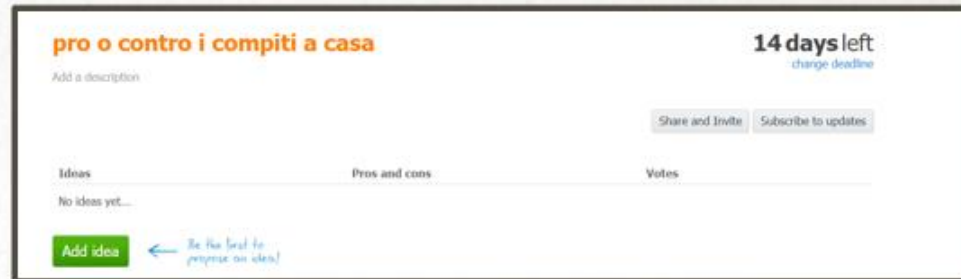 pro o contro i compiti a casa
14 days left
change deadline
Add a description
Share and Invite
Subscribe to updates
Ideas
Pros and cons
Votes
No ideas yet...
Add idea
Be the first to
propose an idea!